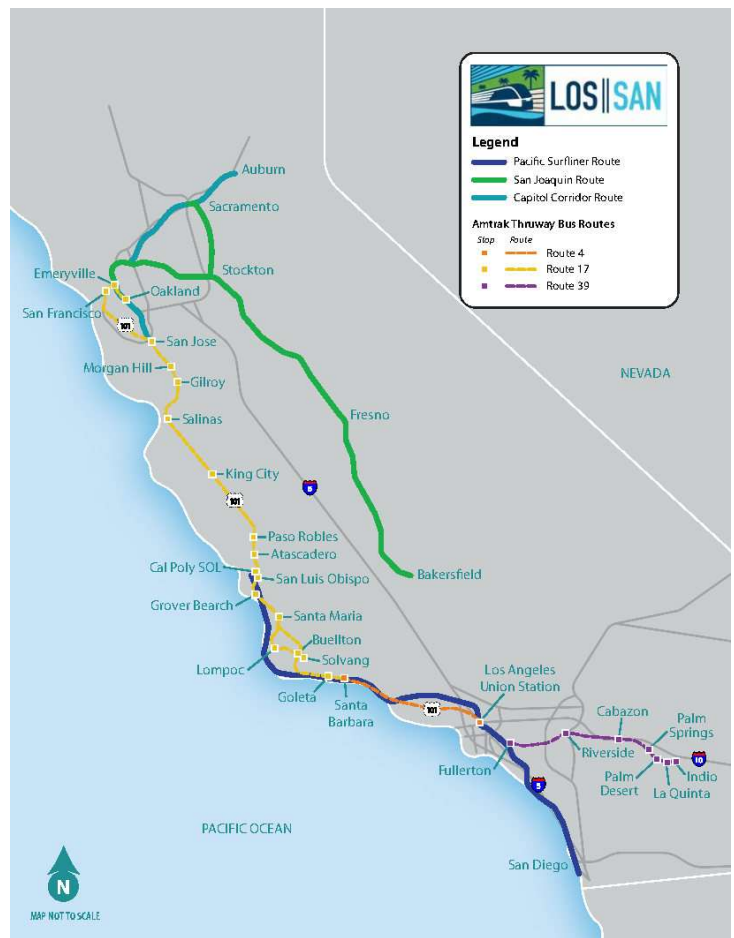 LOS SAN
Legend
Pacific Surfliner Route
San Joaquin Route
Capitol Corridor Route
Amtrak Thruway Bus Routes
Stop Route
Route 4
Route 17
Route 39
Auburn
Sacramento
Stockton
Emeryville
Oakland
San Francisco
101
San Jose
Morgan Hill
Gilroy
NEVADA
Fresno
Salinas
King City
5
101
Paso Robles
Atascadero
Cal Poly SOL
San Luis Obispo
Bakersfield
Grover Bearch
Santa Maria
Buellton
Solvang
Lompoc
Los Angeles
Union Station
Goleta
Santa
Barbara
101
Cabazon
Palm
Springs
Riverside
Fullerton
Palm
Desert
Indio
La Quinta
10
5
PACIFIC OCEAN
San Diego
N
MAP NOT TO SCALE